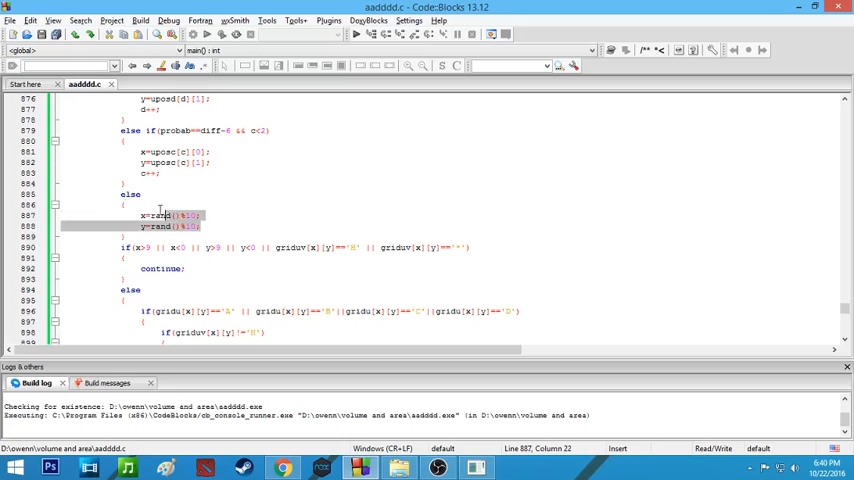 aadddd.c - Code::Blocks 13.12
File Edit View Search Project Build Debug Fortran wxSmith Tools Tools+ Plugins DoxyBlocks Settings Help
<global> main() : int
Start here aadddd.c
876 y=uposd[d][1];
877 d++;
878 }
879 else if(probab==diff-6 && c<2)
880 {
881 x=uposc[c][0];
882 y=uposc[c][1];
883 c++;
884 }
885 else
886 {
887 x=rand()%10;
888 y=rand()%10;
889 }
890 if(x>9 || x<0 || y>9 || y<0 || griduv[x][y]=='H' || griduv[x][y]=='*')
891 {
892 continue;
893 }
894 else
895 {
896 if(gridu[x][y]=='A' || gridu[x][y]=='B'||gridu[x][y]=='C'||gridu[x][y]=='D')
897 {
898 if(griduv[x][y]!='H')
899 {
Logs & others
Build log Build messages
Checking for existence: D:\owenn\volume and area\aadddd.exe
Executing: C:\Program Files (x86)\CodeBlocks/cb_console_runner.exe "D:\owenn\volume and area\aadddd.exe" (in D:\owenn\volume and area)
D:\owenn\volume and area\aadddd.c Windows (CR+LF) default Line 887, Column 22 Insert Read/Write default
6:40 PM
10/22/2016